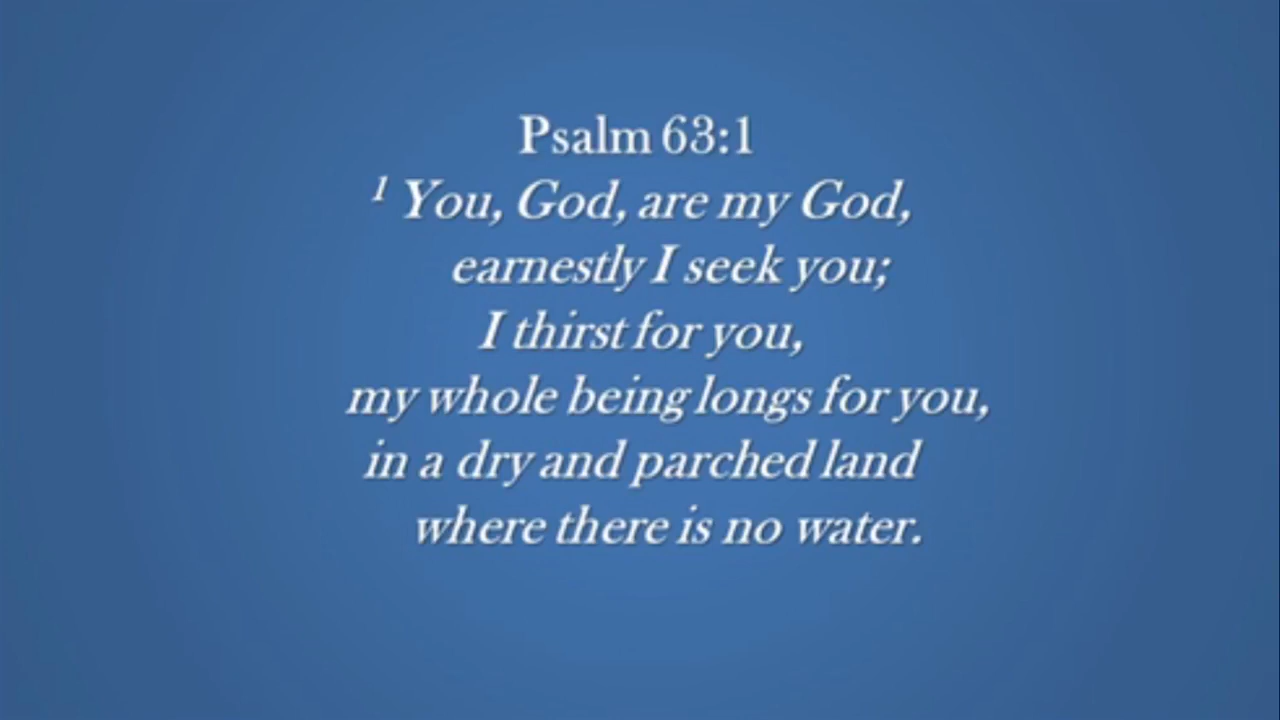 Psalm 63:1
¹ You, God, are my God,
earnestly I seek you;
I thirst for you,
my whole being longs for you,
in a dry and parched land
where there is no water.